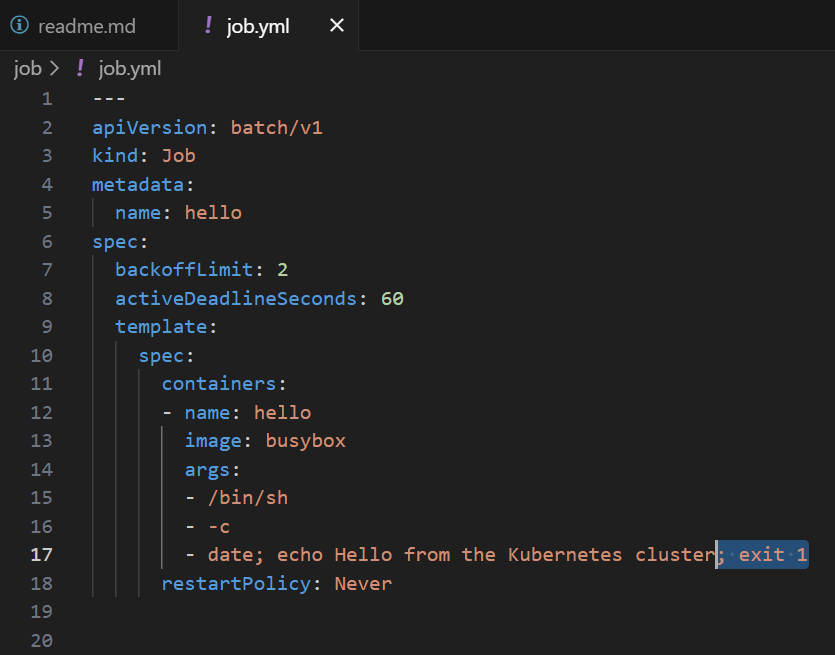 readme.md ! job.yml ×
job > ! job.yml
1 ---
2 apiVersion: batch/v1
3 kind: Job
4 metadata:
5   name: hello
6 spec:
7   backoffLimit: 2
8   activeDeadlineSeconds: 60
9   template:
10     spec:
11       containers:
12       - name: hello
13         image: busybox
14         args:
15         - /bin/sh
16         - -c
17         - date; echo Hello from the Kubernetes cluster; exit 1
18       restartPolicy: Never
19
20